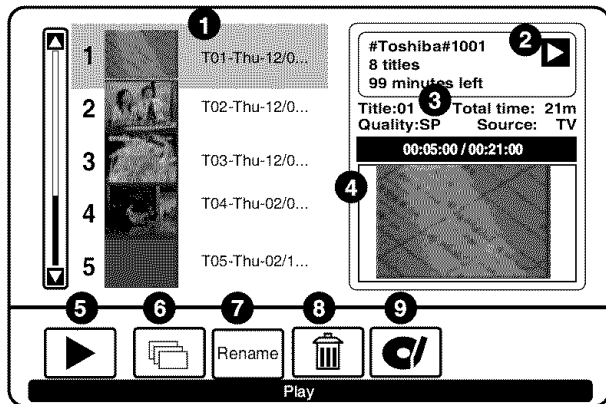 1
1 T01-Thu-12/0...
2 T02-Thu-12/0...
3 T03-Thu-12/0...
4 T04-Thu-02/0...
5 T05-Thu-02/1...
#Toshiba#1001 2
8 titles
99 minutes left
3
Title:01 Total time: 21m
Quality:SP Source: TV
00:05:00 / 00:21:00
4
5 6 7 8 9
Rename
Play